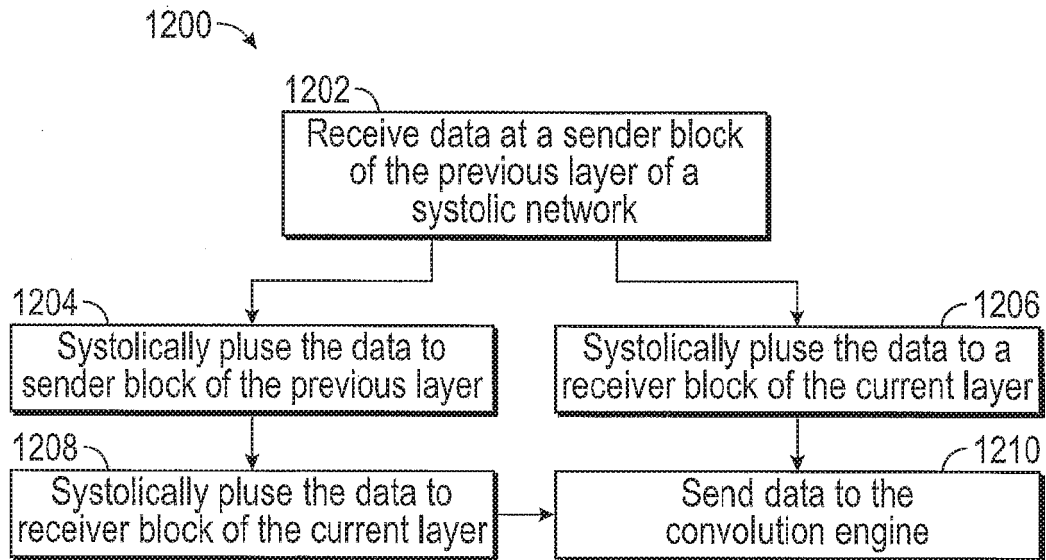 1200
1202
Receive data at a sender block
of the previous layer of a
systolic network
1204
Systolically pluse the data to
sender block of the previous layer
1206
Systolically pluse the data to a
receiver block of the current layer
1208
Systolically pluse the data to
receiver block of the current layer
1210
Send data to the
convolution engine